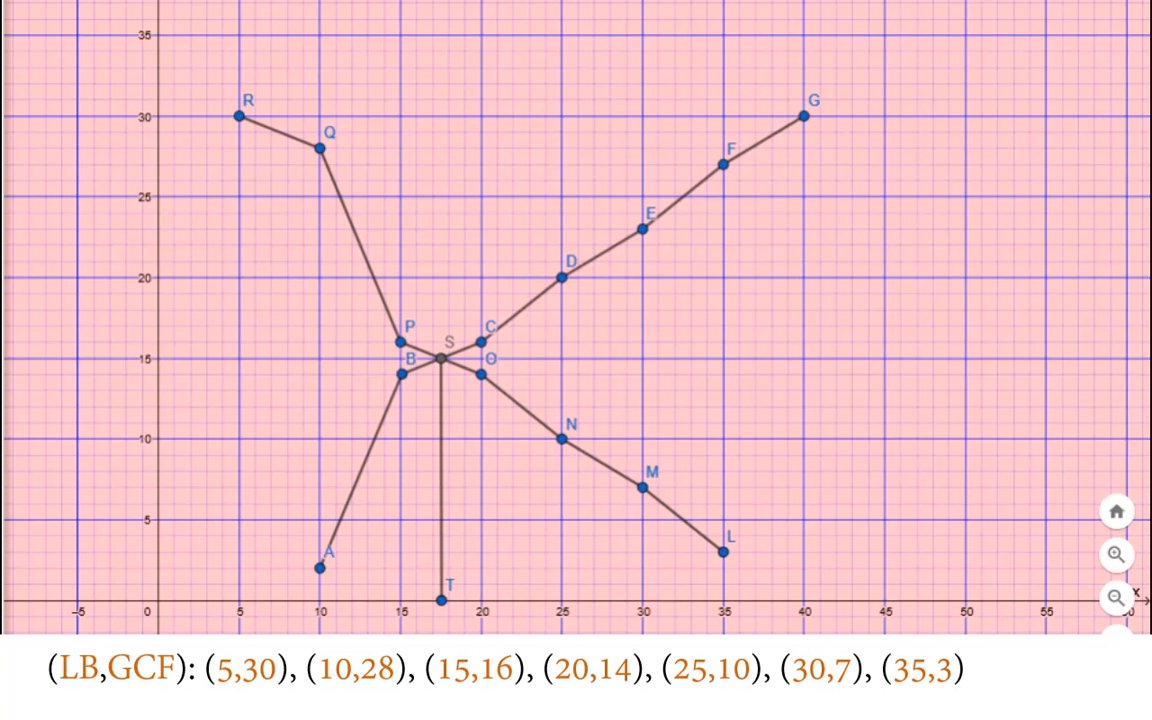 35
R
G
30
Q
F
25
E
D
20
P
C
S
15
B
O
10
N
M
5
L
A
T
x
-5
0
5
10
15
20
25
30
35
40
45
50
55
(LB,GCF): (5,30), (10,28), (15,16), (20,14), (25,10), (30,7), (35,3)